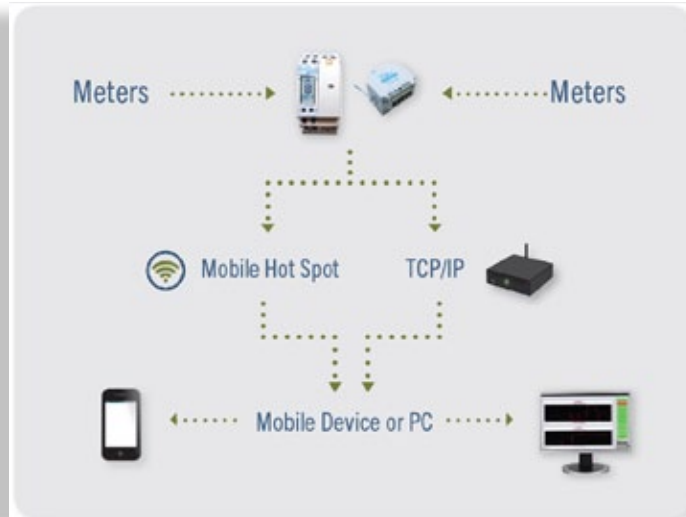 Meters
Meters
Mobile Hot Spot
TCP/IP
Mobile Device or PC